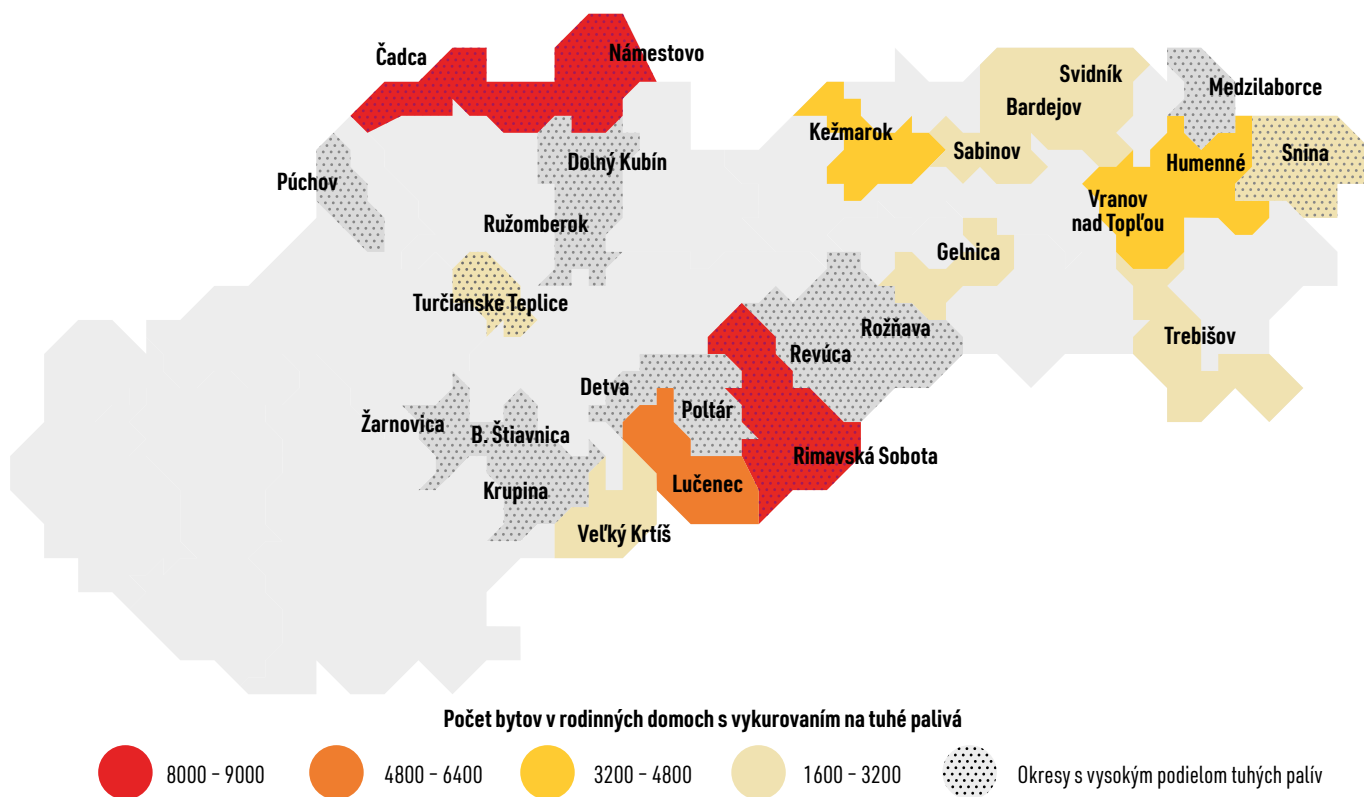 Čadca
Námestovo
Svidník
Medzilaborce
Bardejov
Kežmarok
Sabinov
Humenné
Snina
Dolný Kubín
Púchov
Vranov
nad Topľou
Ružomberok
Gelnica
Turčianske Teplice
Rožňava
Trebišov
Revúca
Detva
Poltár
Žarnovica
B. Štiavnica
Rimavská Sobota
Lučenec
Krupina
Veľký Krtíš
Počet bytov v rodinných domoch s vykurovaním na tuhé palivá
8000 – 9000
4800 – 6400
3200 – 4800
1600 – 3200
Okresy s vysokým podielom tuhých palív